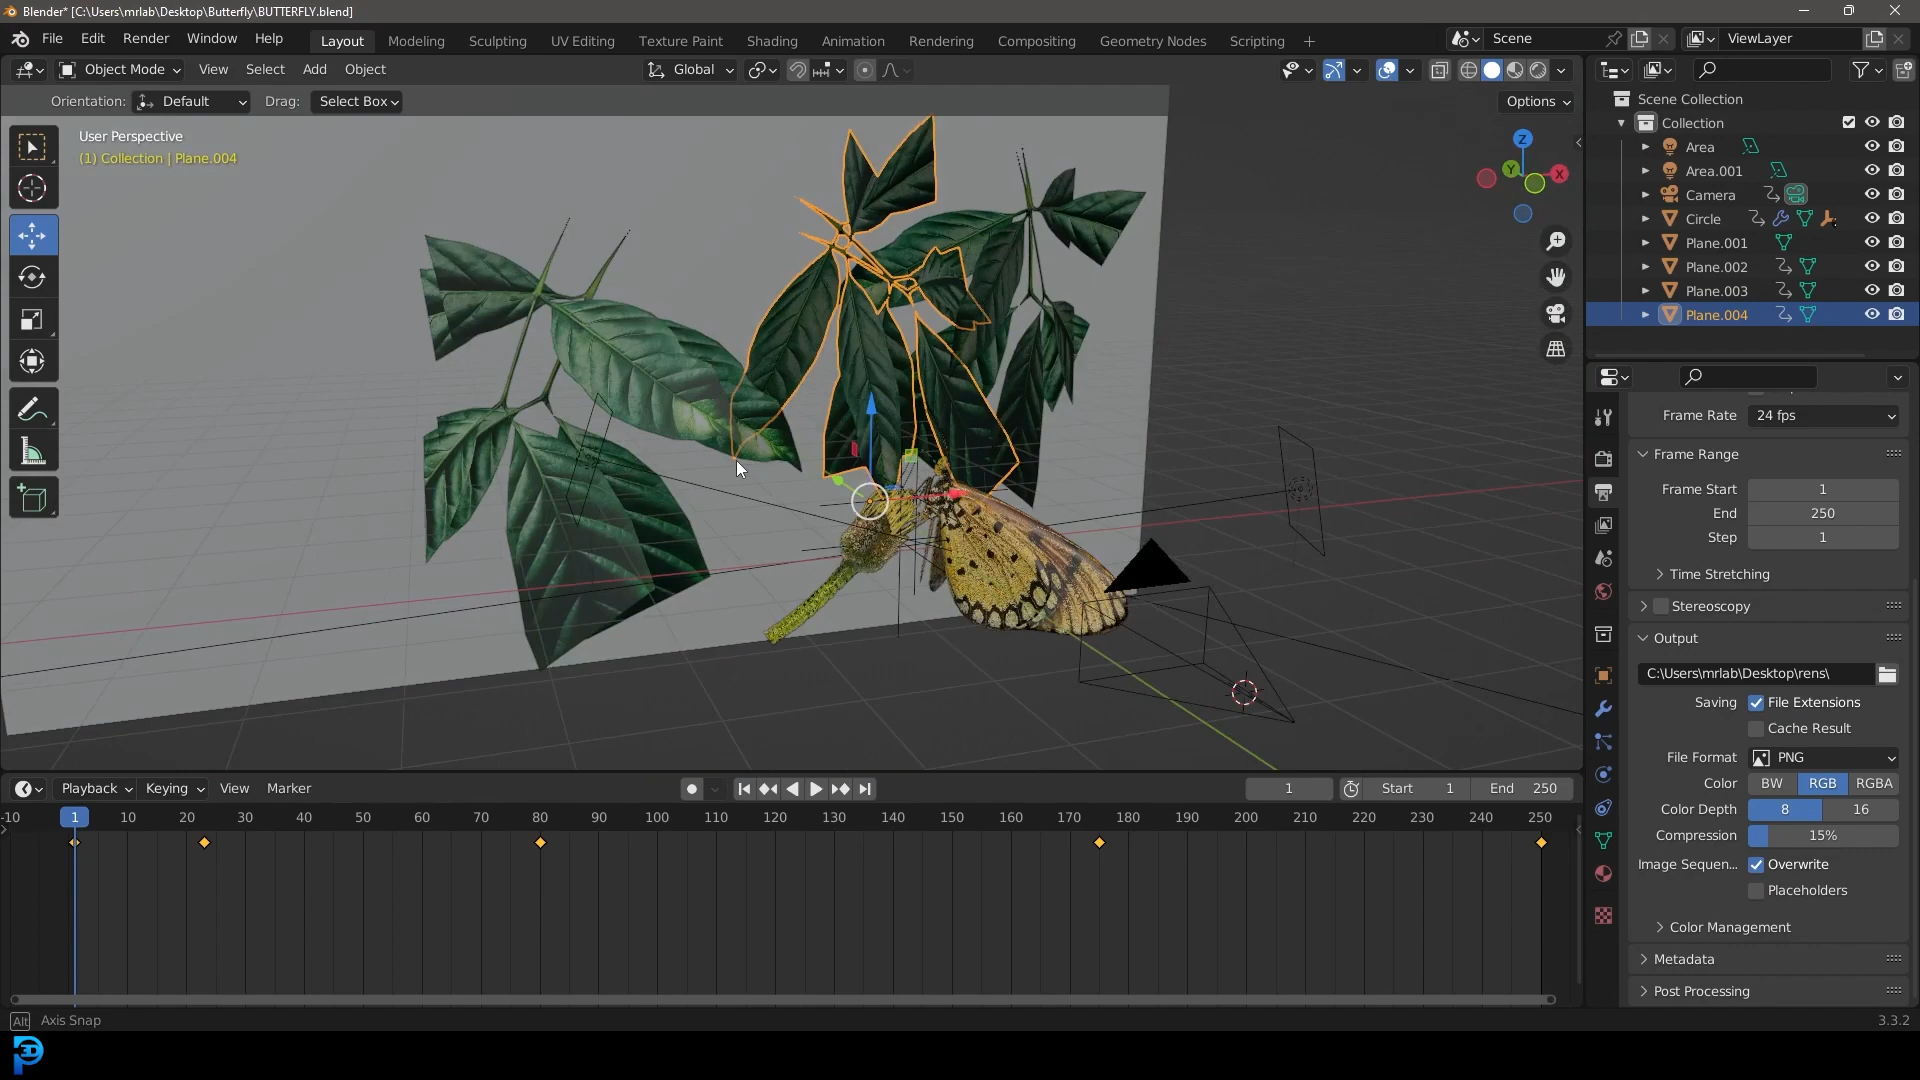 Blender* [C:\Users\mrlab\Desktop\Butterfly\BUTTERFLY.blend]
File Edit Render Window Help Layout Modeling Sculpting UV Editing Texture Paint Shading Animation Rendering Compositing Geometry Nodes Scripting + Scene ViewLayer
Object Mode View Select Add Object Global
Orientation: Default Drag: Select Box Options
User Perspective
(1) Collection | Plane.004
Z
Y
X
Scene Collection
Collection
Area
Area.001
Camera
Circle
Plane.001
Plane.002
Plane.003
Plane.004
Frame Rate 24 fps
Frame Range
Frame Start 1
End 250
Step 1
Time Stretching
Stereoscopy
Output
C:\Users\mrlab\Desktop\rens\
Saving File Extensions
Cache Result
File Format PNG
Color BW RGB RGBA
Color Depth 8 16
Compression 15%
Image Sequen... Overwrite
Placeholders
Color Management
Metadata
Post Processing
Playback Keying View Marker 1 Start 1 End 250
-10 1 10 20 30 40 50 60 70 80 90 100 110 120 130 140 150 160 170 180 190 200 210 220 230 240 250
Alt Axis Snap 3.3.2
3D